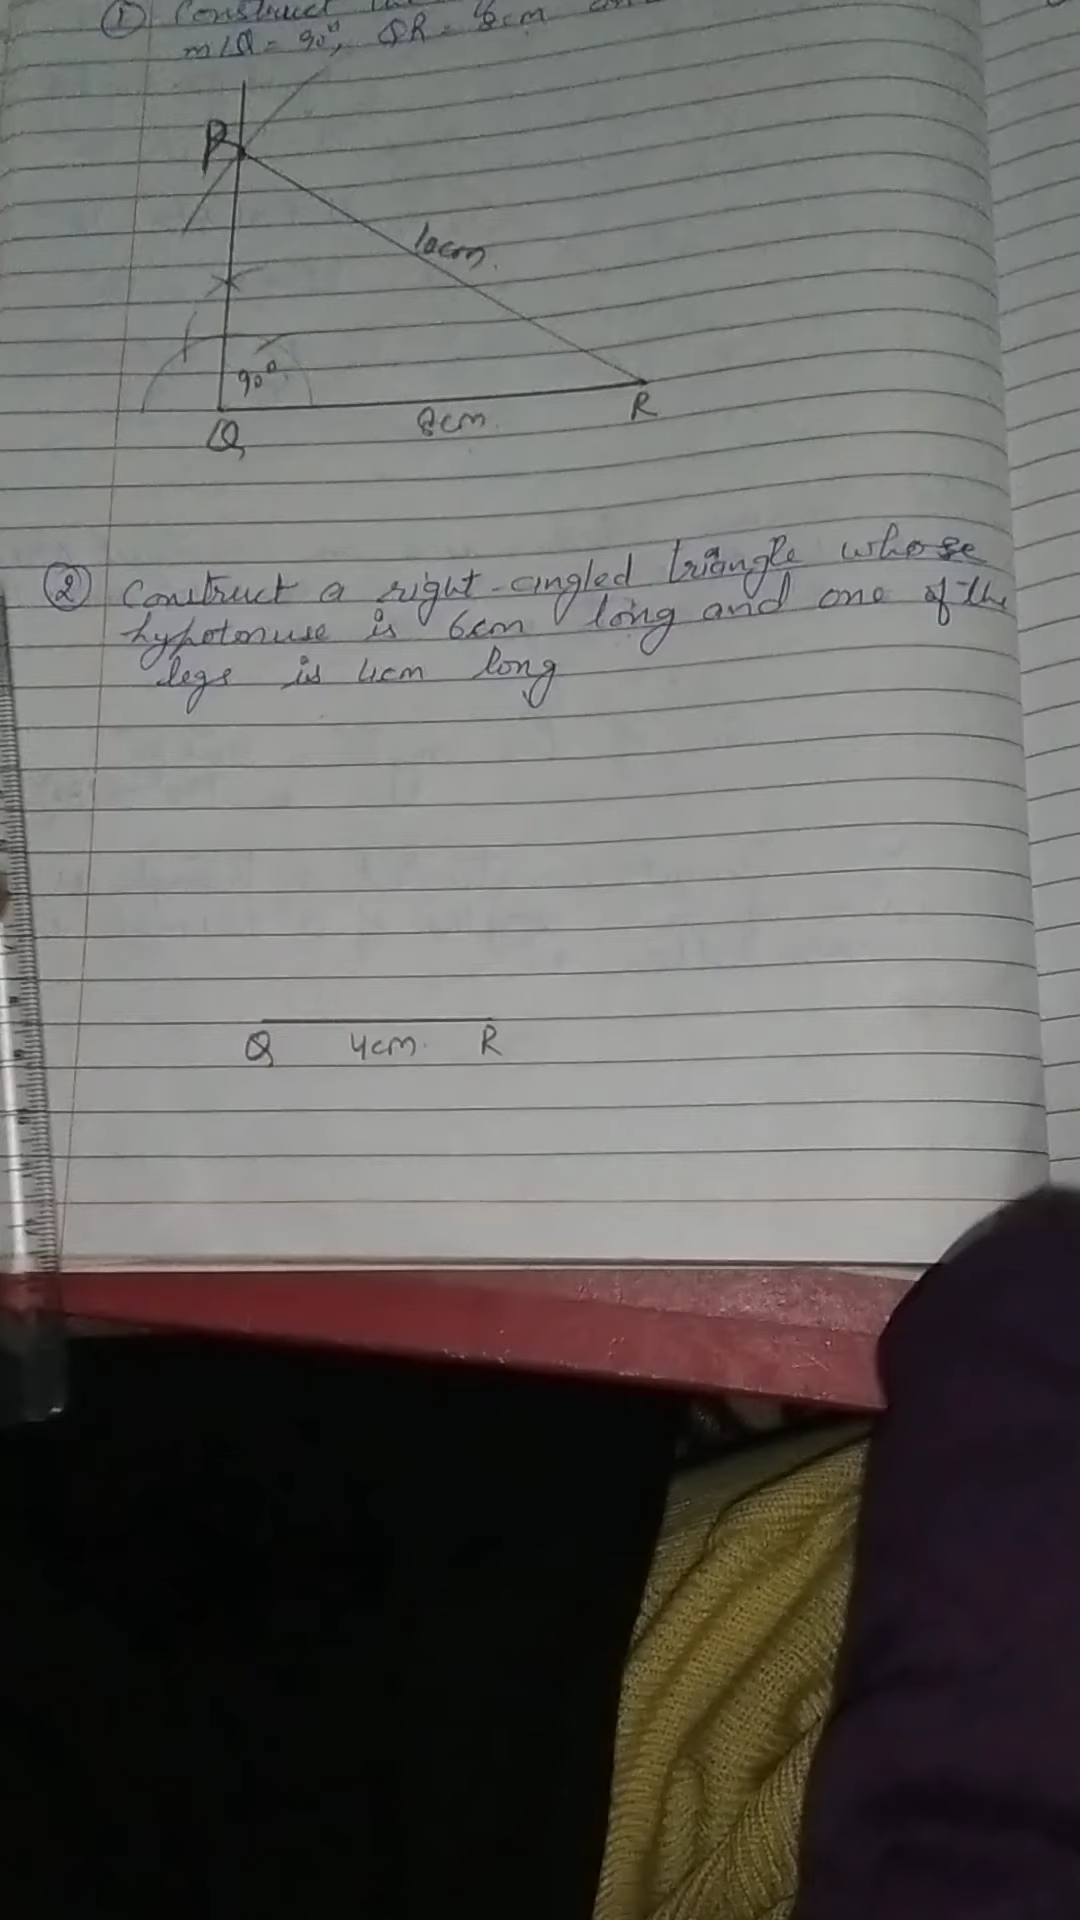 ① Construct
m∠Q = 90°, QR = 8cm
P
10cm.
90°
Q
8cm.
R
② Construct a right-angled triangle whose
hypotenuse is 6cm long and one of the
legs is 4cm long
Q 4cm. R